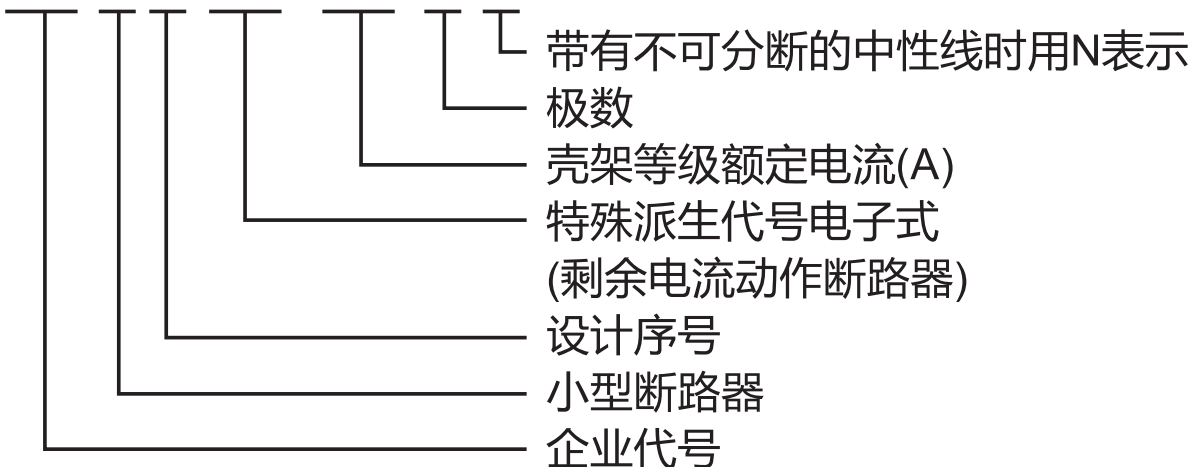 带有不可分断的中性线时用N表示
极数
壳架等级额定电流(A)
特殊派生代号电子式
(剩余电流动作断路器)
设计序号
小型断路器
企业代号